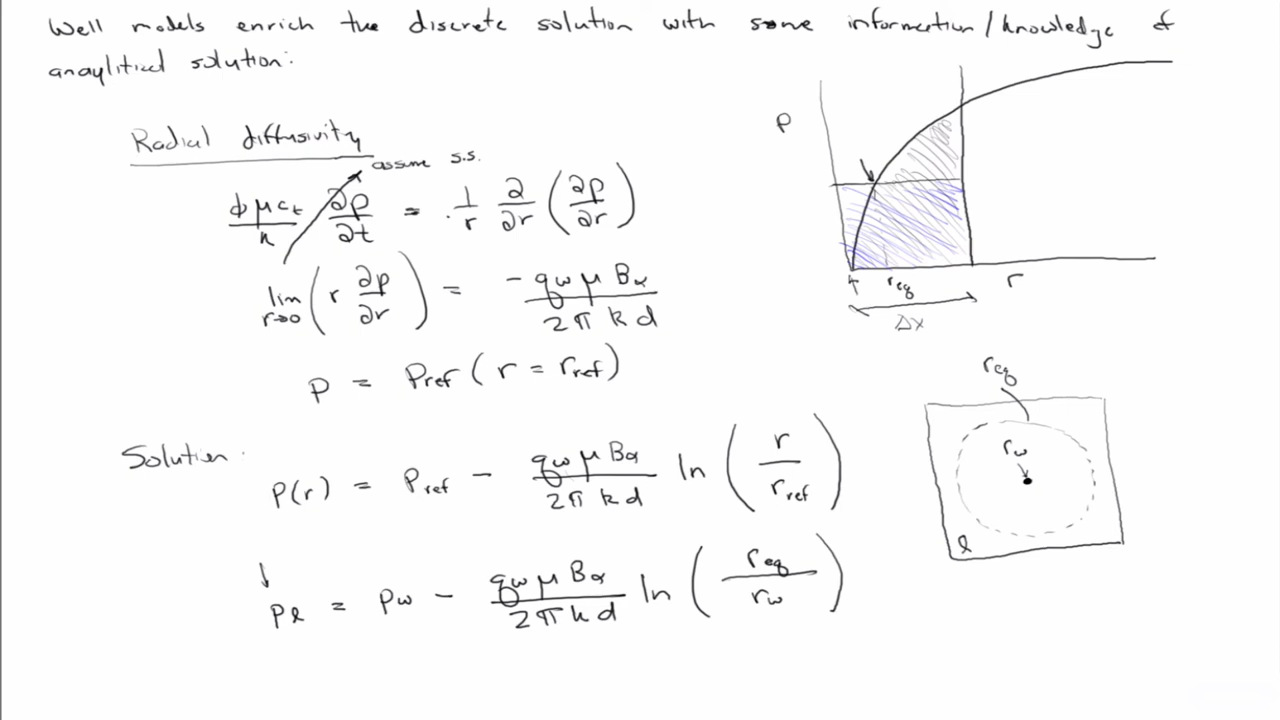 Well models enrich the discrete solution with some information/knowledge of
anaylitical solution:
Radial diffusivity
assume s.s.
ϕ μ c_t / k ∂p/∂t = 1/r ∂/∂r (∂p/∂r)
lim r→0 (r ∂p/∂r) = -q_w μ B_α / 2π k d
p = P_ref (r = r_ref)
Solution:
P(r) = P_ref - q_w μ B_α / 2π k d ln (r / r_ref)
P_l = P_w - q_w μ B_α / 2π k d ln (r_eq / r_w)
P
r_eq
r
Δx
r_eq
r_w
l